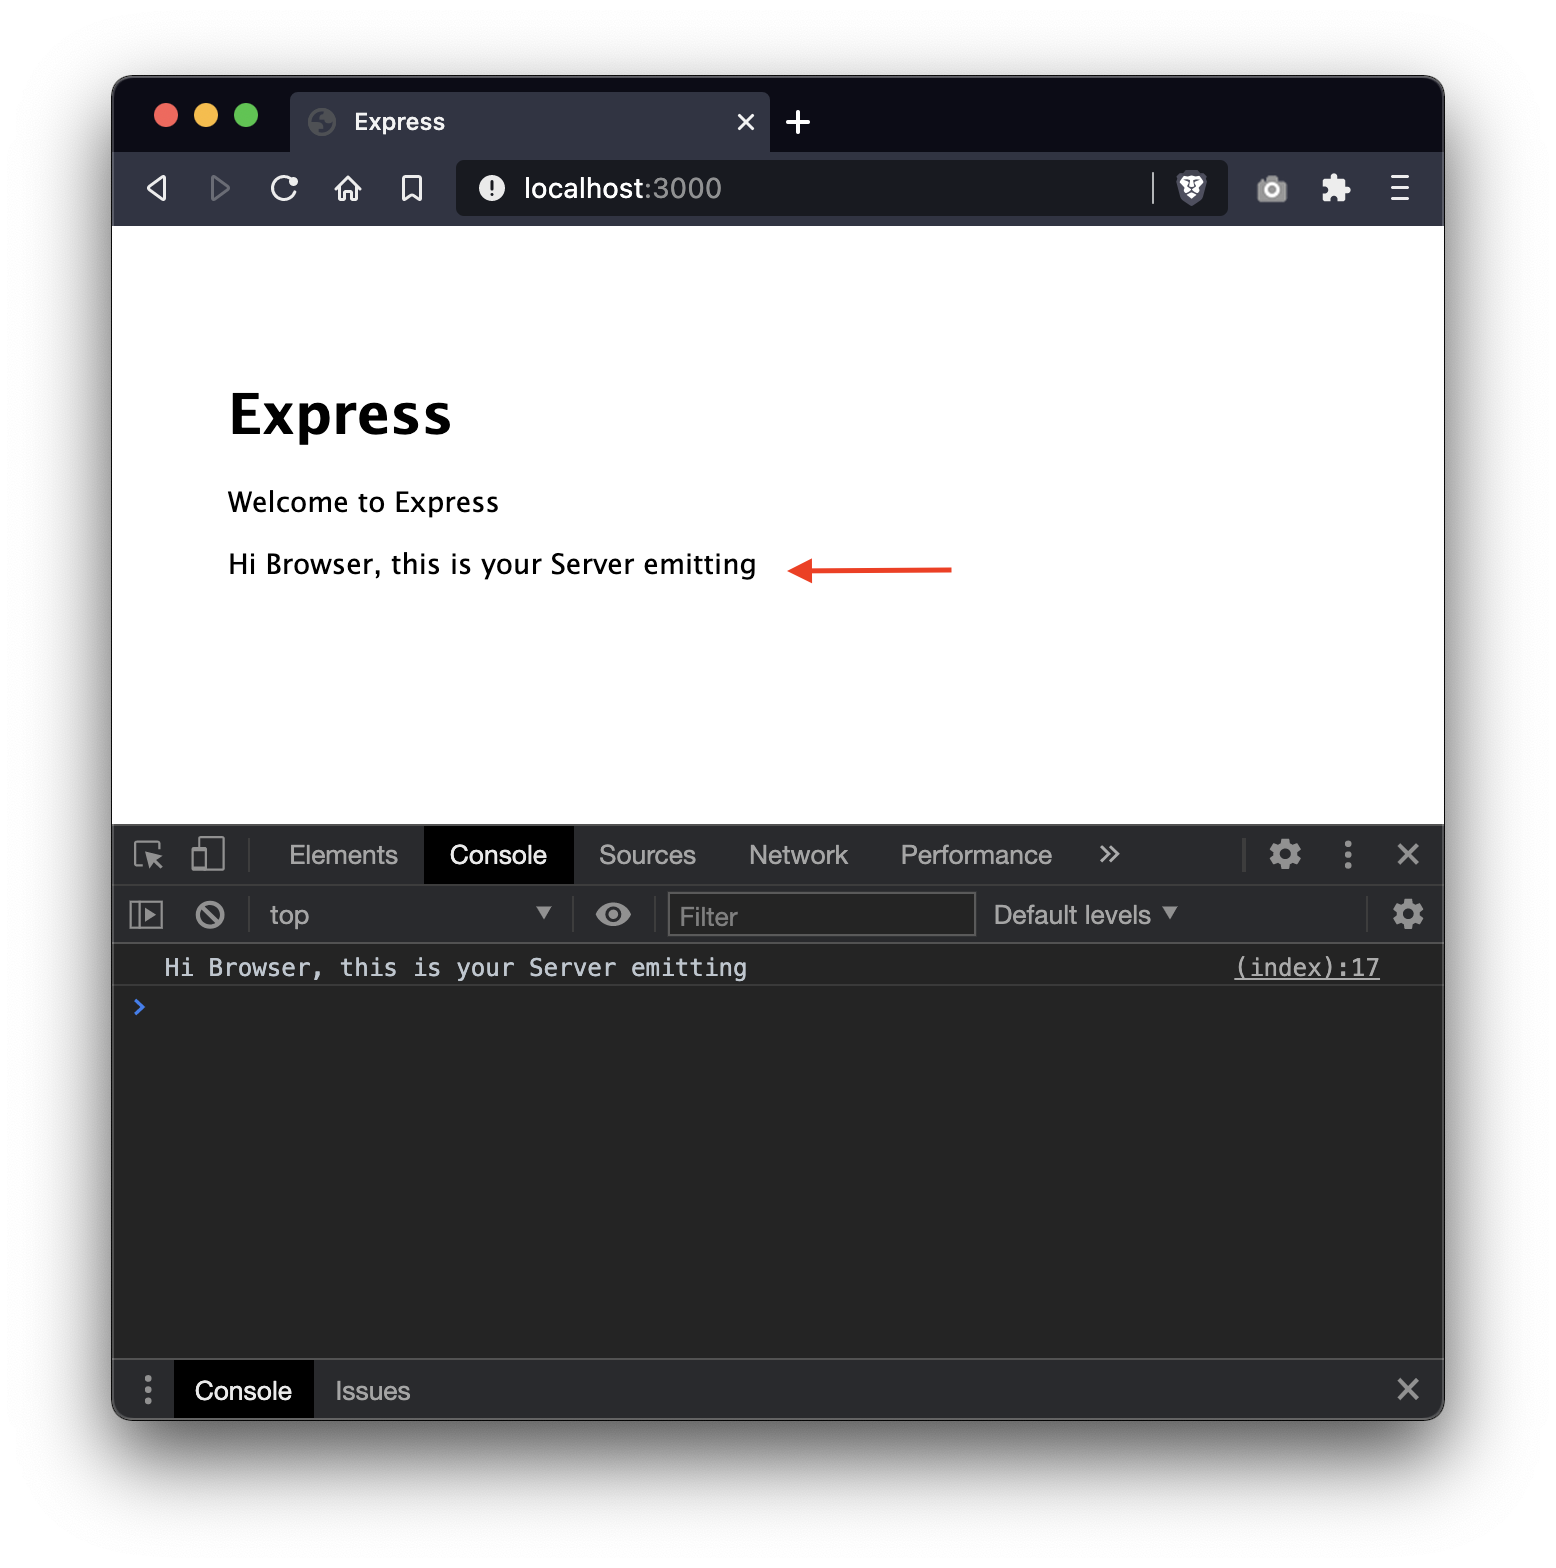 Express
localhost:3000
Express
Welcome to Express
Hi Browser, this is your Server emitting
Elements Console Sources Network Performance
top Filter Default levels
Hi Browser, this is your Server emitting (index):17
Console Issues